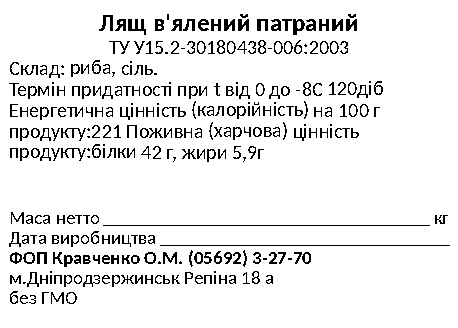 Лящ в'ялений патраний
ТУ У15.2-30180438-006:2003
Склад: риба, сіль.
Термін придатності при t від 0 до -8С 120діб
Енергетична цінність (калорійність) на 100 г
продукту:221 Поживна (харчова) цінність
продукту:білки 42 г, жири 5,9г
Маса нетто ______________________________ кг
Дата виробництва ___________________________
ФОП Кравченко О.М. (05692) 3-27-70
м.Дніпродзержинськ Репіна 18 а
без ГМО